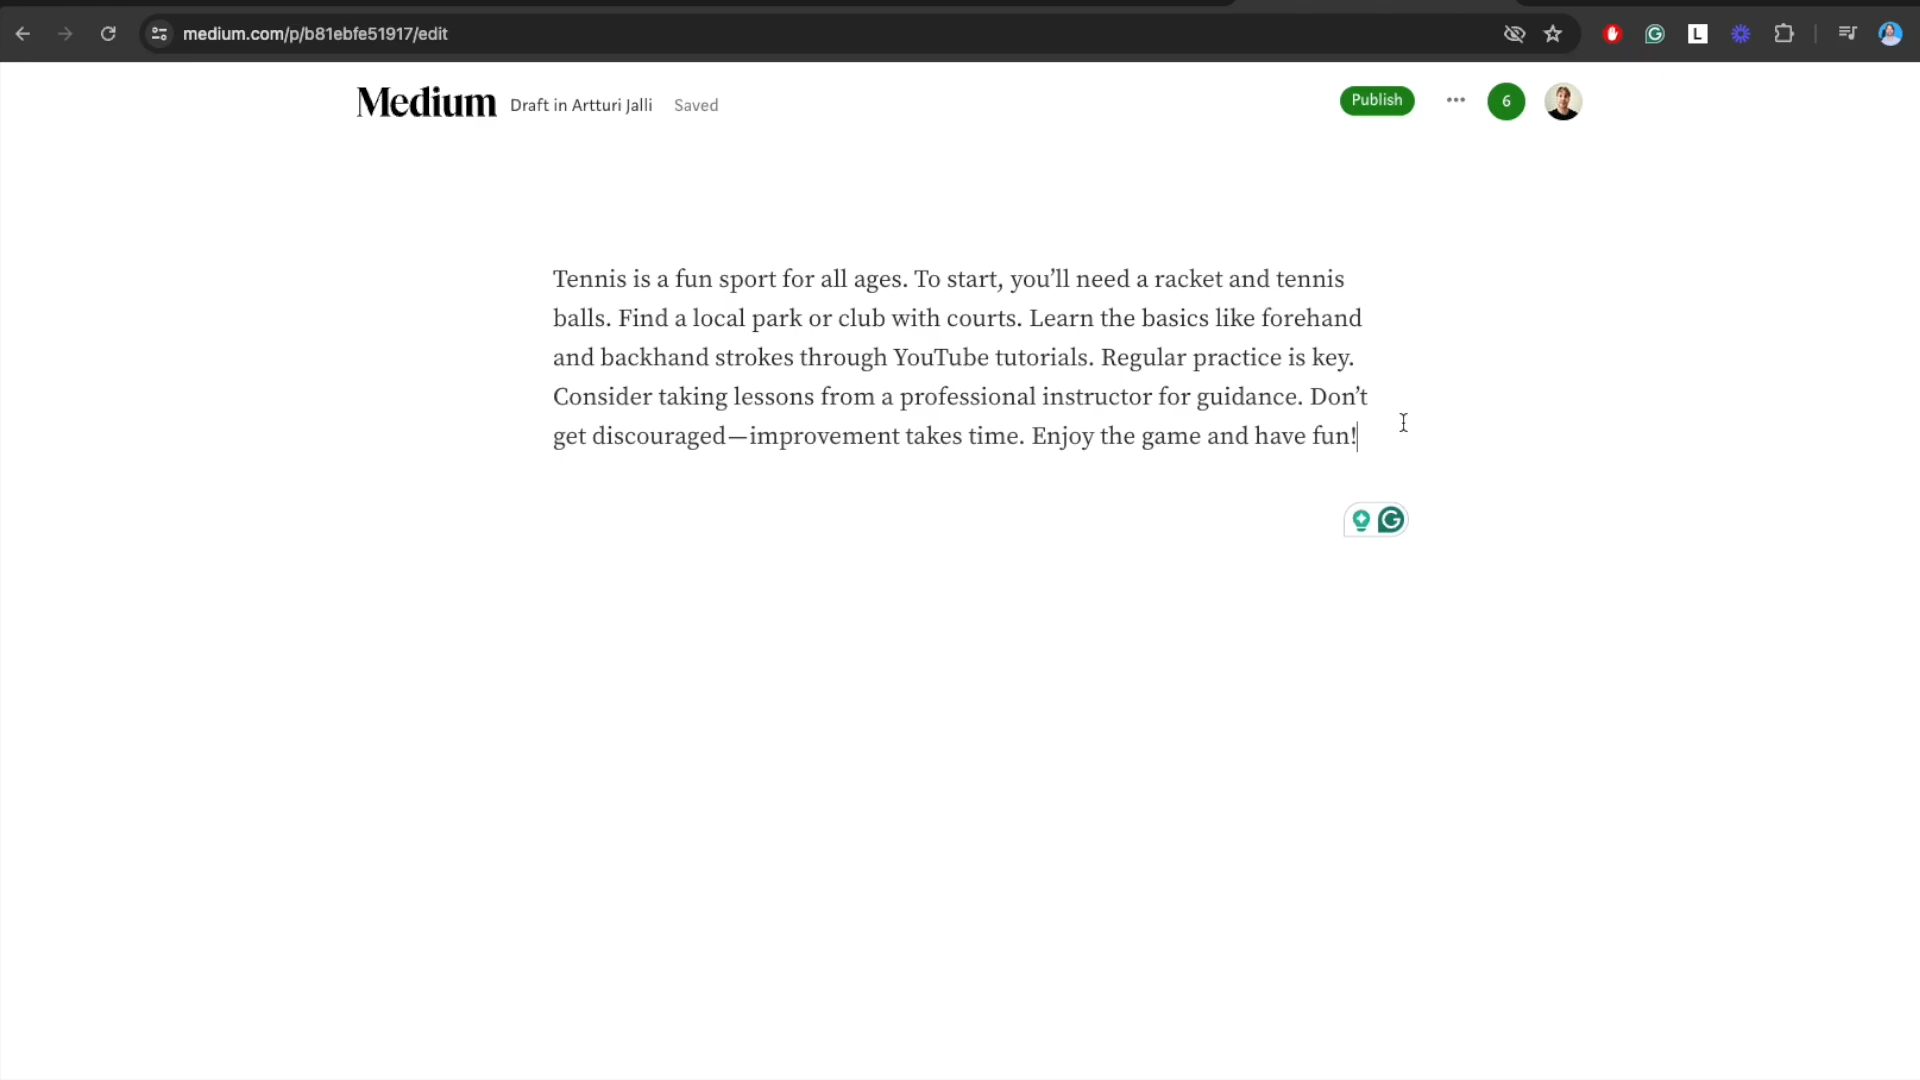 medium.com/p/b81ebfe51917/edit
L
Medium Draft in Artturi Jalli Saved
Publish
6
Tennis is a fun sport for all ages. To start, you’ll need a racket and tennis
balls. Find a local park or club with courts. Learn the basics like forehand
and backhand strokes through YouTube tutorials. Regular practice is key.
Consider taking lessons from a professional instructor for guidance. Don’t
get discouraged—improvement takes time. Enjoy the game and have fun!